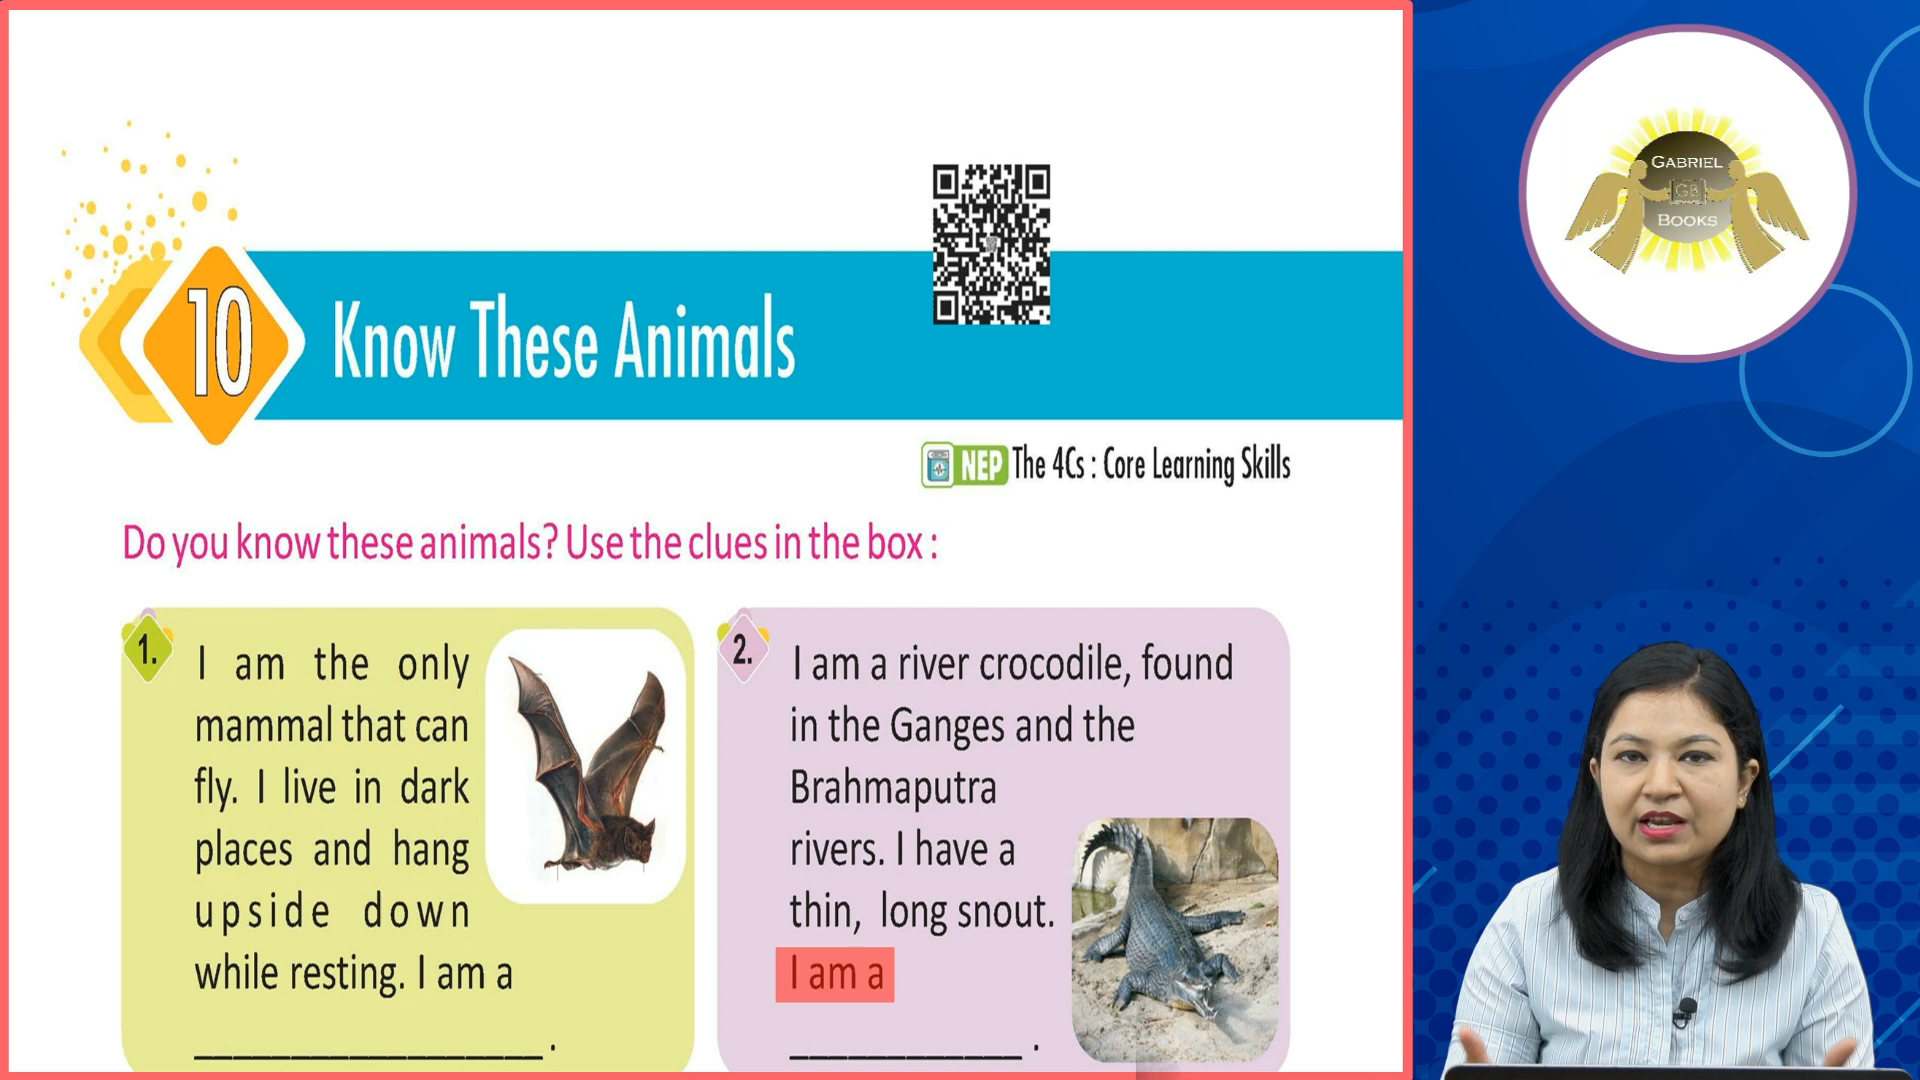 10
Know These Animals
NEP The 4Cs : Core Learning Skills
Do you know these animals? Use the clues in the box :
1.
I am the only
mammal that can
fly. I live in dark
places and hang
upside down
while resting. I am a
____________________ .
2.
I am a river crocodile, found
in the Ganges and the
Brahmaputra
rivers. I have a
thin, long snout.
I am a
______________ .
GABRIEL
GB
BOOKS